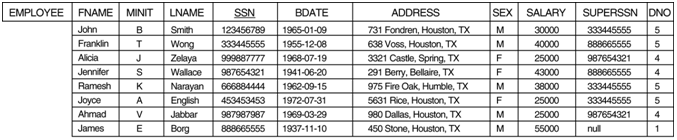 EMPLOYEE FNAME MINIT LNAME SSN BDATE ADDRESS SEX SALARY SUPERSSN DNO
John B Smith 123456789 1965-01-09 731 Fondren, Houston, TX M 30000 333445555 5
Franklin T Wong 333445555 1955-12-08 638 Voss, Houston, TX M 40000 888665555 5
Alicia J Zelaya 999887777 1968-07-19 3321 Castle, Spring, TX F 25000 987654321 4
Jennifer S Wallace 987654321 1941-06-20 291 Berry, Bellaire, TX F 43000 888665555 4
Ramesh K Narayan 666884444 1962-09-15 975 Fire Oak, Humble, TX M 38000 333445555 5
Joyce A English 453453453 1972-07-31 5631 Rice, Houston, TX F 25000 333445555 5
Ahmad V Jabbar 987987987 1969-03-29 980 Dallas, Houston, TX M 25000 987654321 4
James E Borg 888665555 1937-11-10 450 Stone, Houston, TX M 55000 null 1